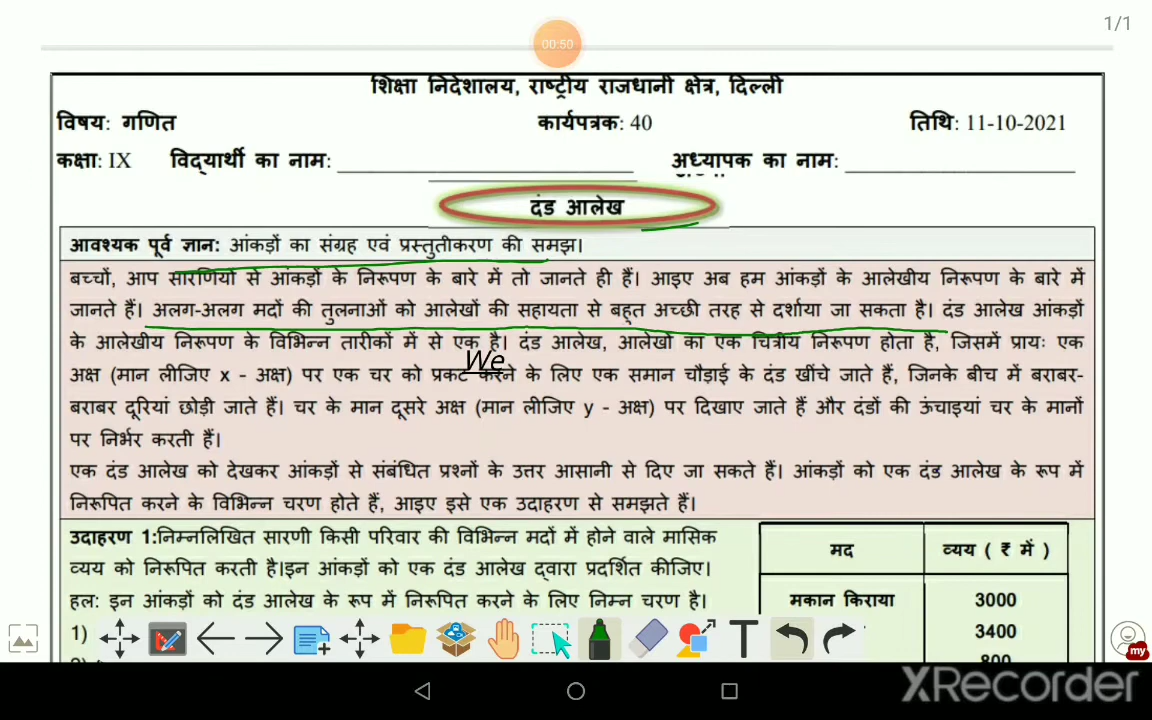 1/1
00:50
शिक्षा निदेशालय, राष्ट्रीय राजधानी क्षेत्र, दिल्ली
विषय: गणित कार्यपत्रक: 40 तिथि: 11-10-2021
कक्षा: IX विद्यार्थी का नाम: अध्यापक का नाम:
दंड आलेख
आवश्यक पूर्व ज्ञान: आंकड़ों का संग्रह एवं प्रस्तुतीकरण की समझ।
बच्चों, आप सारणियों से आंकड़ों के निरूपण के बारे में तो जानते ही हैं। आइए अब हम आंकड़ों के आलेखीय निरूपण के बारे में
जानते हैं। अलग-अलग मदों की तुलनाओं को आलेखों की सहायता से बहुत अच्छी तरह से दर्शाया जा सकता है। दंड आलेख आंकड़ों
के आलेखीय निरूपण के विभिन्न तारीकों में से एक है। दंड आलेख, आलेखों का एक चित्रीय निरूपण होता है, जिसमें प्रायः एक
We
अक्ष (मान लीजिए x - अक्ष) पर एक चर को प्रकट करने के लिए एक समान चौड़ाई के दंड खींचे जाते हैं, जिनके बीच में बराबर-
बराबर दूरियां छोड़ी जाते हैं। चर के मान दूसरे अक्ष (मान लीजिए y - अक्ष) पर दिखाए जाते हैं और दंडों की ऊंचाइयां चर के मानों
पर निर्भर करती हैं।
एक दंड आलेख को देखकर आंकड़ों से संबंधित प्रश्नों के उत्तर आसानी से दिए जा सकते हैं। आंकड़ों को एक दंड आलेख के रूप में
निरूपित करने के विभिन्न चरण होते हैं, आइए इसे एक उदाहरण से समझते हैं।
उदाहरण 1:निम्नलिखित सारणी किसी परिवार की विभिन्न मदों में होने वाले मासिक
व्यय को निरूपित करती है।इन आंकड़ों को एक दंड आलेख द्वारा प्रदर्शित कीजिए।
हल: इन आंकड़ों को दंड आलेख के रूप में निरूपित करने के लिए निम्न चरण है।
1)
मद व्यय ( ₹ में )
मकान किराया 3000
3400
800
T
my
XRecorder